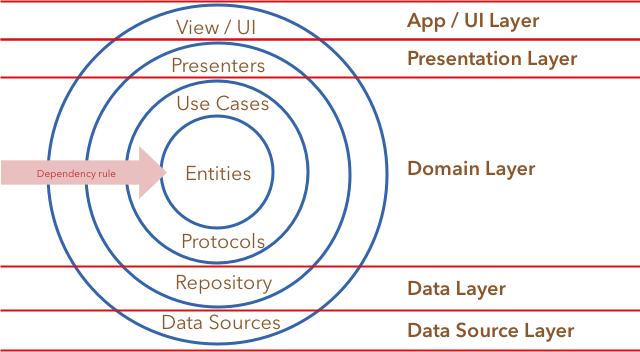 View / UI
App / UI Layer
Presenters
Presentation Layer
Use Cases
Dependency rule
Entities
Domain Layer
Protocols
Repository
Data Layer
Data Sources
Data Source Layer